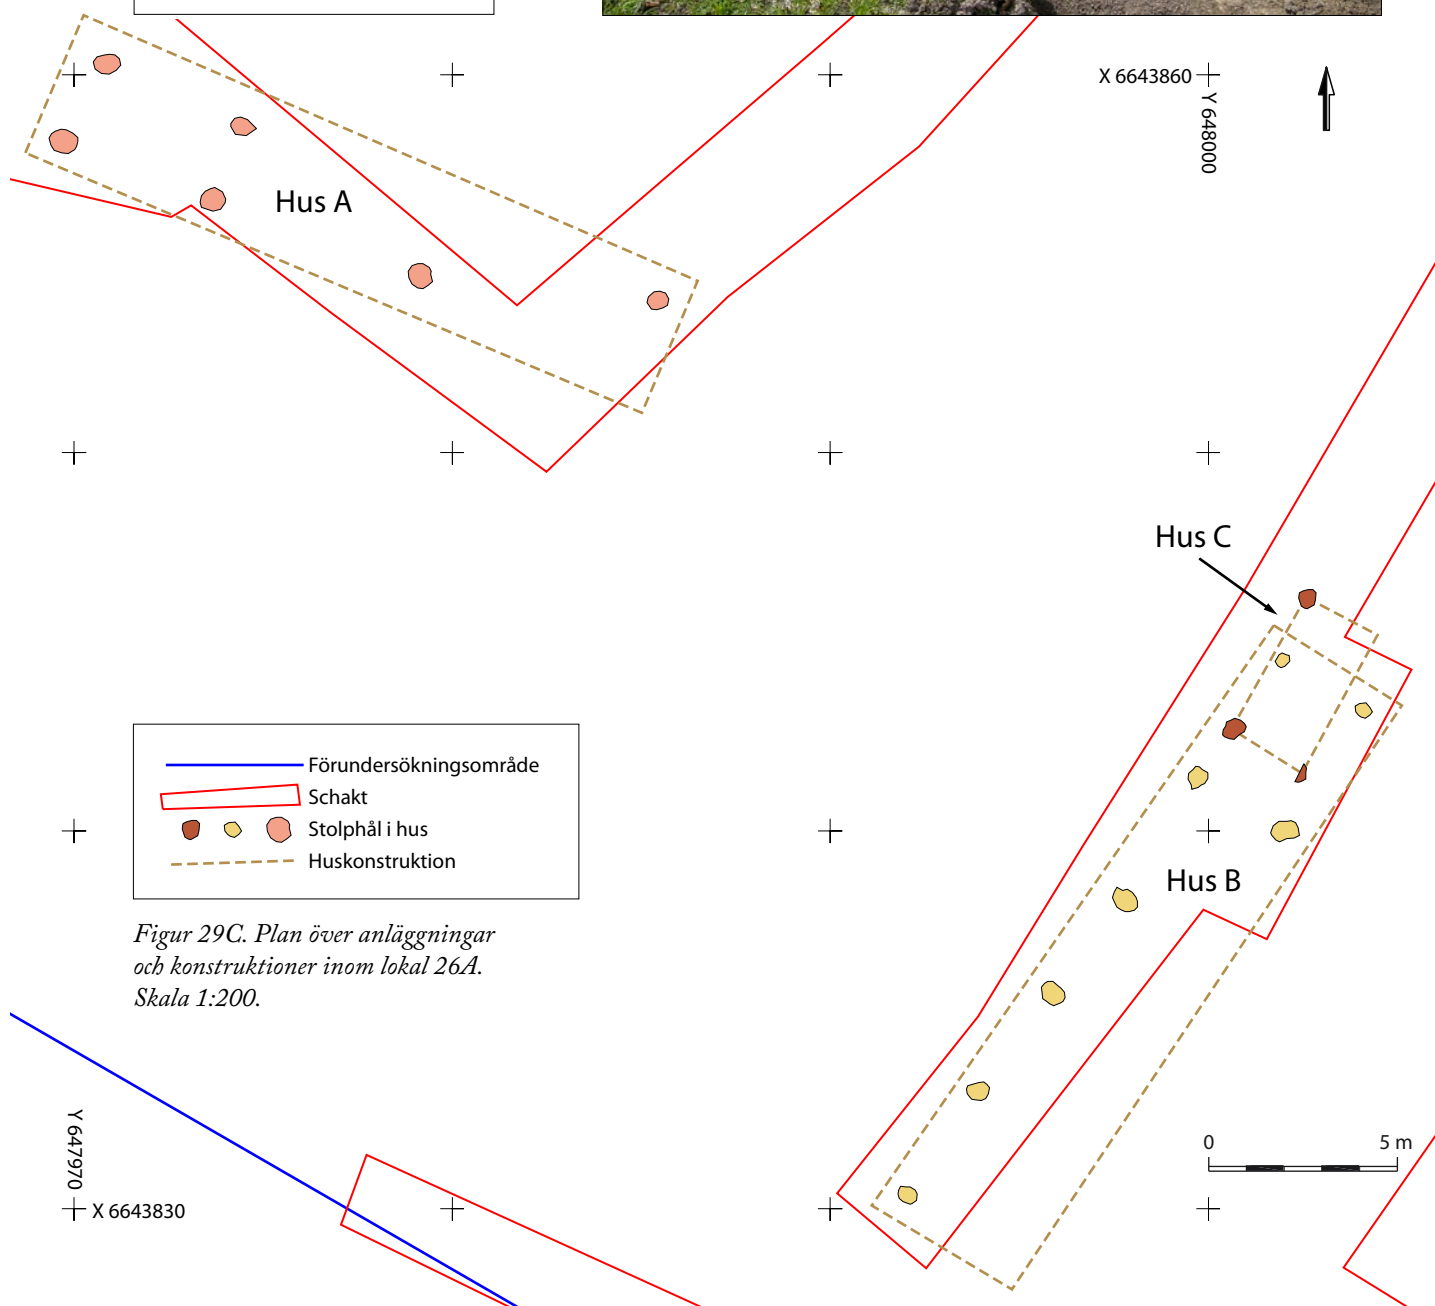 X 6643860
Y 648000
Hus A
Hus C
Hus B
Förundersökningsområde
Schakt
Stolphål i hus
Huskonstruktion
Figur 29C. Plan över anläggningar
och konstruktioner inom lokal 26A.
Skala 1:200.
Y 647970
X 6643830
0 5 m